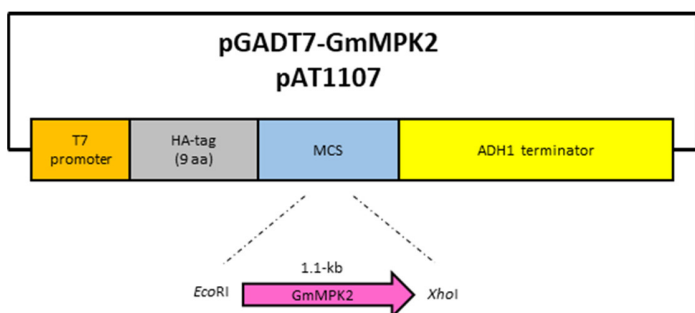 pGADT7-GmMPK2
pAT1107
T7
promoter
HA-tag
(9 aa)
MCS
ADH1 terminator
1.1-kb
EcoRI
GmMPK2
XhoI